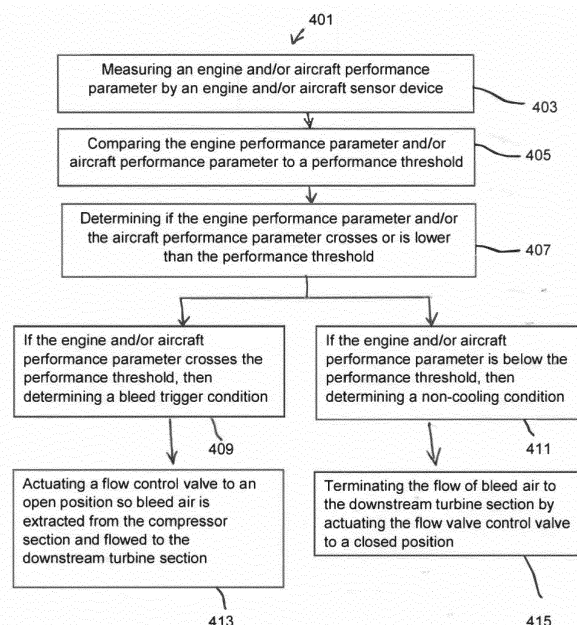 401
Measuring an engine and/or aircraft performance
parameter by an engine and/or aircraft sensor device
403
Comparing the engine performance parameter and/or
aircraft performance parameter to a performance threshold
405
Determining if the engine performance parameter and/or
the aircraft performance parameter crosses or is lower
than the performance threshold
407
If the engine and/or aircraft
performance parameter crosses the
performance threshold, then
determining a bleed trigger condition
409
If the engine and/or aircraft
performance parameter is below the
performance threshold, then
determining a non-cooling condition
411
Actuating a flow control valve to an
open position so bleed air is
extracted from the compressor
section and flowed to the
downstream turbine section
413
Terminating the flow of bleed air to
the downstream turbine section by
actuating the flow valve control valve
to a closed position
415